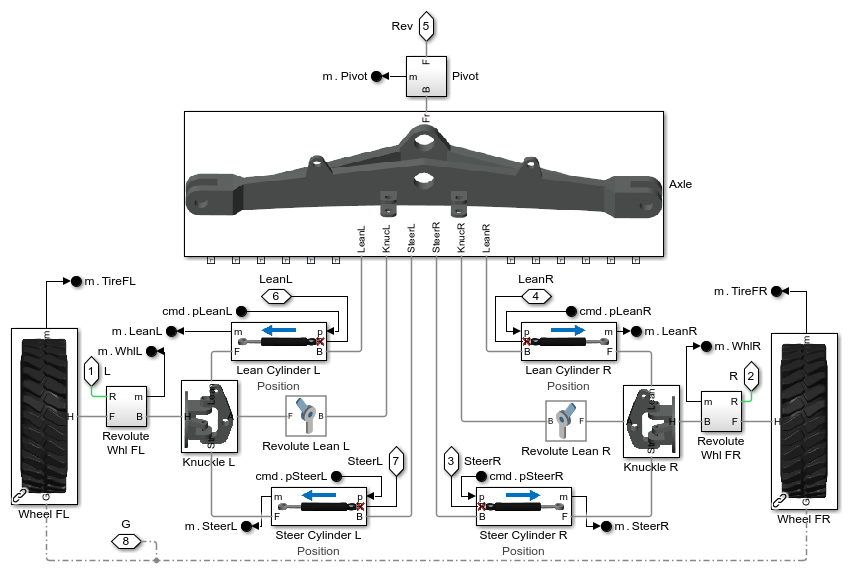 Rev
5
F
m
B
m.Pivot
Pivot
Fr
Axle
LeanL
KnucL
SteerL
SteerR
KnucR
LeanR
LeanL
6
cmd.pLeanL
m.LeanL
m
p
F
B
Lean Cylinder L
Position
LeanR
4
cmd.pLeanR
p
m
B
F
m.LeanR
Lean Cylinder R
Position
m.TireFL
m
H
G
Wheel FL
1
L
m.WhlL
R
m
F
B
Revolute
Whl FL
H
Lean
A
Knuckle L
F
B
Revolute Lean L
B
F
Revolute Lean R
Lean
A
H
Knuckle R
m.WhlR
R
2
m
R
B
F
Revolute
Whl FR
m.TireFR
m
H
G
Wheel FR
SteerL
7
cmd.pSteerL
m
p
F
B
m.SteerL
Steer Cylinder L
Position
3
SteerR
cmd.pSteerR
p
m
B
F
m.SteerR
Steer Cylinder R
Position
G
8